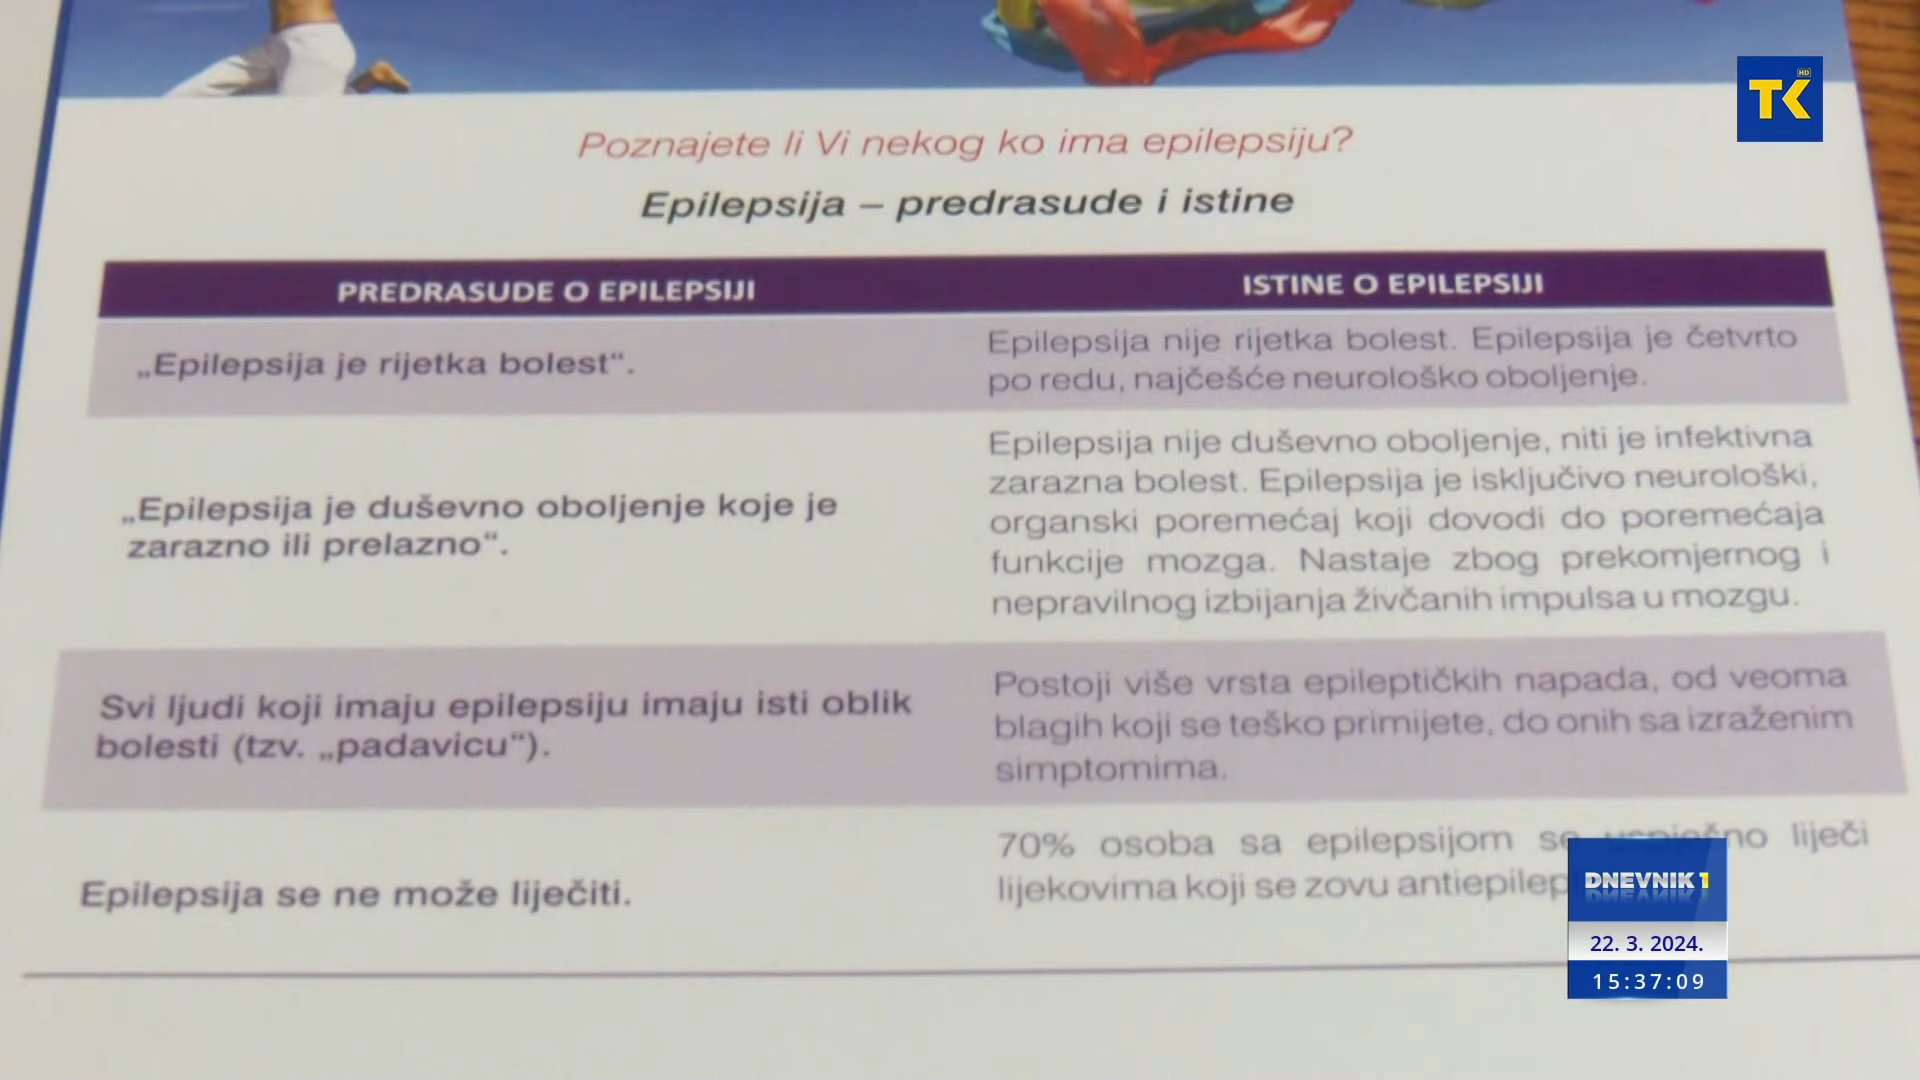 HD
TK
Poznajete li Vi nekog ko ima epilepsiju?
Epilepsija – predrasude i istine
PREDRASUDE O EPILEPSIJI
ISTINE O EPILEPSIJI
„Epilepsija je rijetka bolest“.
Epilepsija nije rijetka bolest. Epilepsija je četvrto
po redu, najčešće neurološko oboljenje.
„Epilepsija je duševno oboljenje koje je
zarazno ili prelazno“.
Epilepsija nije duševno oboljenje, niti je infektivna
zarazna bolest. Epilepsija je isključivo neurološki,
organski poremećaj koji dovodi do poremećaja
funkcije mozga. Nastaje zbog prekomjernog i
nepravilnog izbijanja živčanih impulsa u mozgu.
Svi ljudi koji imaju epilepsiju imaju isti oblik
bolesti (tzv. „padavicu“).
Postoji više vrsta epileptičkih napada, od veoma
blagih koji se teško primijete, do onih sa izraženim
simptomima.
Epilepsija se ne može liječiti.
70% osoba sa epilepsijom se liječi
lijekovima koji se zovu
DNEVNIK 1
22. 3. 2024.
15:37:09